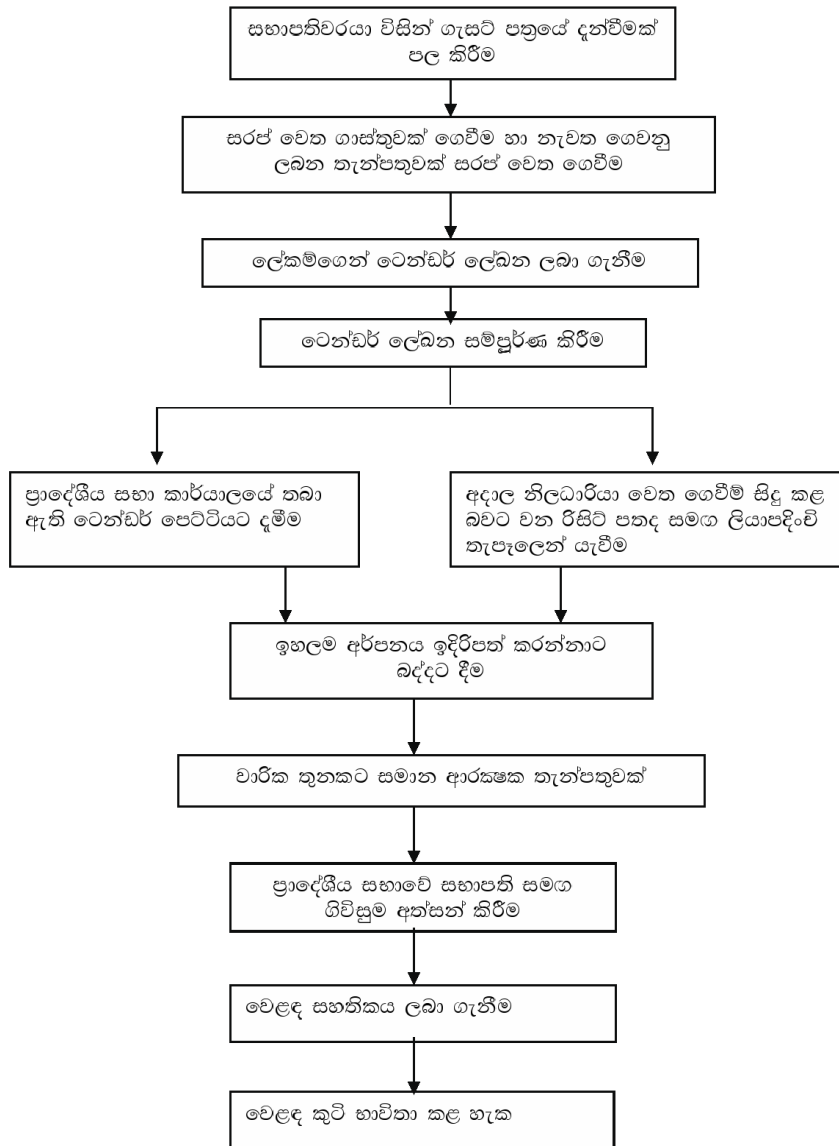 සභාපතිවරයා විසින් ගැසට් පත්‍රයේ දැන්වීමක්
පල කිරීම
සරප් වෙත ගාස්තුවක් ගෙවීම හා නැවත ගෙවනු
ලබන තැන්පතුවක් සරප් වෙත ගෙවීම
ලේකම්ගෙන් ටෙන්ඩර් ලේඛන ලබා ගැනීම
ටෙන්ඩර් ලේඛන සම්පූර්ණ කිරීම
ප්‍රාදේශීය සභා කාර්යාලයේ තබා
ඇති ටෙන්ඩර් පෙට්ටියට දැමීම
අදාල නිලධාරියා වෙත ගෙවීම් සිදු කළ
බවට වන රිසිට් පතද සමඟ ලියාපදිංචි
තැපෑලෙන් යැවීම
ඉහලම අර්පනය ඉදිරිපත් කරන්නාට
බද්දට දීම
වාරික තුනකට සමාන ආරක්‍ෂක තැන්පතුවක්
ප්‍රාදේශීය සභාවේ සභාපති සමඟ
ගිවිසුම අත්සන් කිරීම
වෙළඳ සහතිකය ලබා ගැනීම
වෙළඳ කුටි භාවිතා කළ හැක